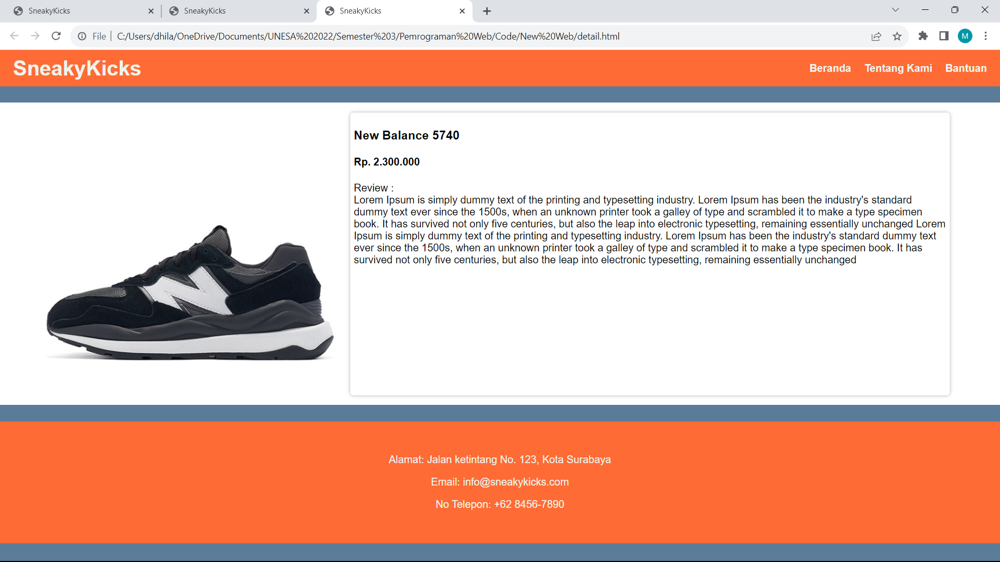 SneakyKicks
SneakyKicks
SneakyKicks
File
C:/Users/dhila/OneDrive/Documents/UNESA%202022/Semester%203/Pemrograman%20Web/Code/New%20Web/detail.html
M
SneakyKicks
Beranda
Tentang Kami
Bantuan
New Balance 5740
Rp. 2.300.000
Review :
Lorem Ipsum is simply dummy text of the printing and typesetting industry. Lorem Ipsum has been the industry's standard
dummy text ever since the 1500s, when an unknown printer took a galley of type and scrambled it to make a type specimen
book. It has survived not only five centuries, but also the leap into electronic typesetting, remaining essentially unchanged Lorem
Ipsum is simply dummy text of the printing and typesetting industry. Lorem Ipsum has been the industry's standard dummy text
ever since the 1500s, when an unknown printer took a galley of type and scrambled it to make a type specimen book. It has
survived not only five centuries, but also the leap into electronic typesetting, remaining essentially unchanged
Alamat: Jalan ketintang No. 123, Kota Surabaya
Email: info@sneakykicks.com
No Telepon: +62 8456-7890